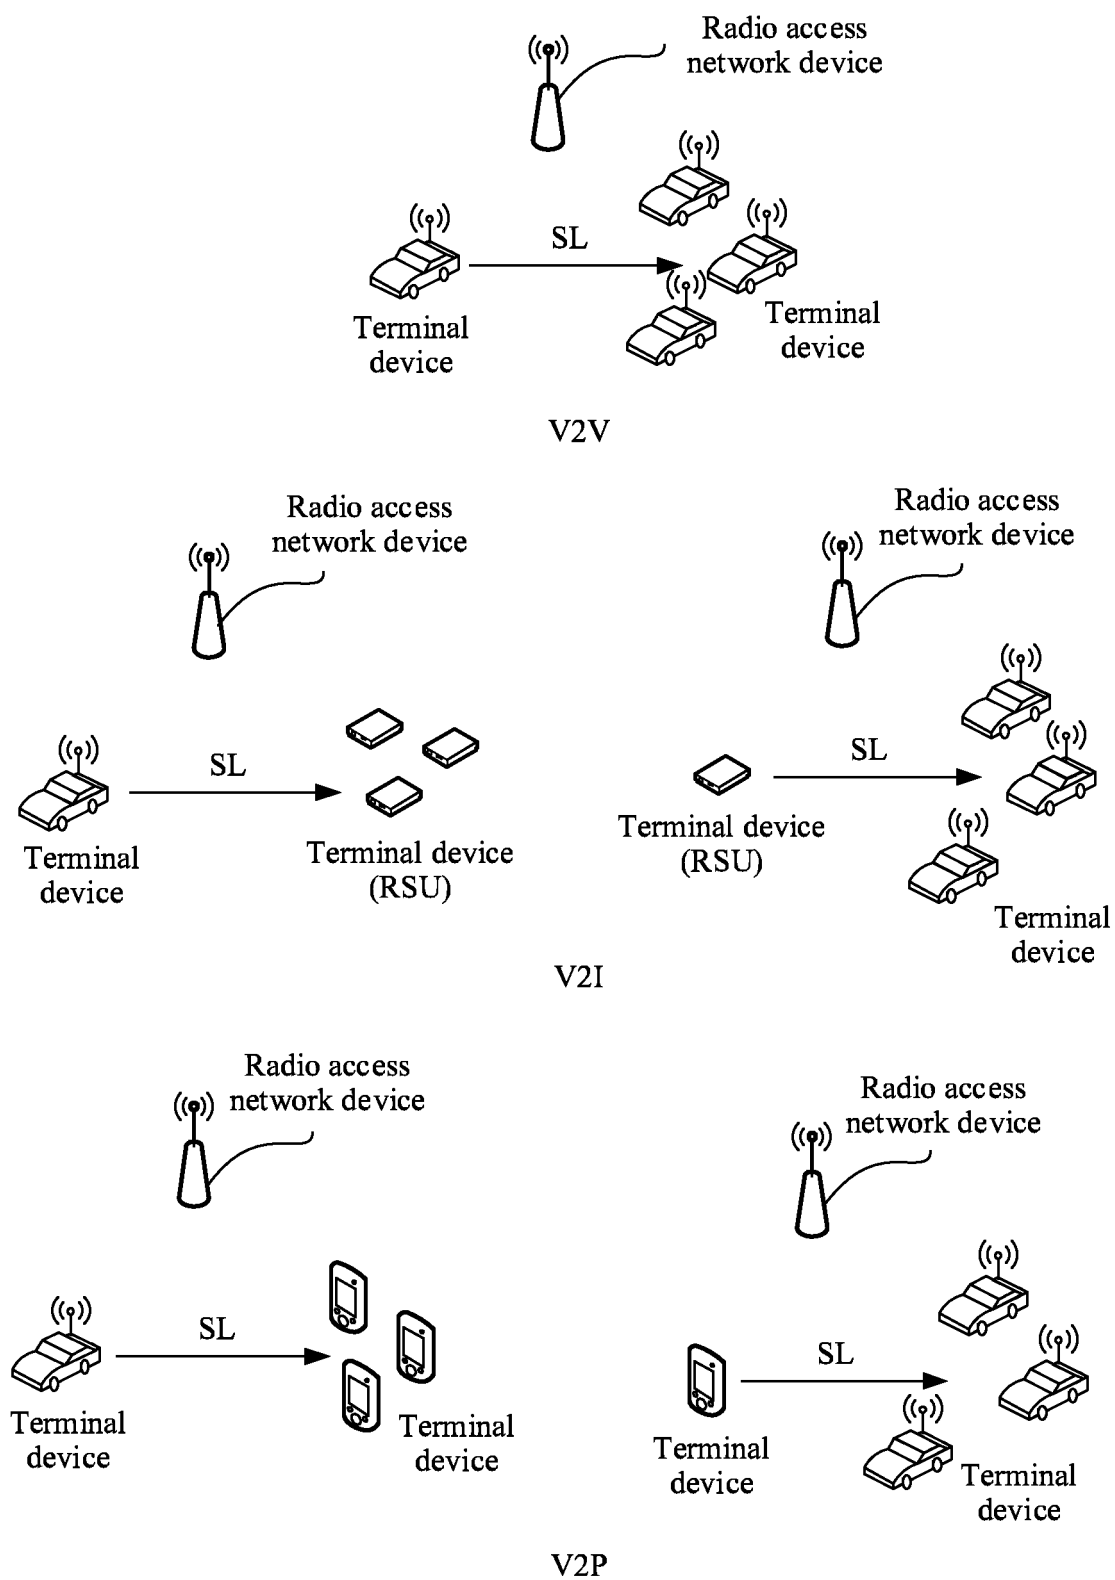 Radio access
network device
SL
Terminal
device
Terminal
device
V2V
Radio access
network device
SL
Terminal
device
Terminal device
(RSU)
Radio access
network device
SL
Terminal device
(RSU)
Terminal
device
V2I
Radio access
network device
SL
Terminal
device
Terminal
device
Radio access
network device
SL
Terminal
device
Terminal
device
V2P